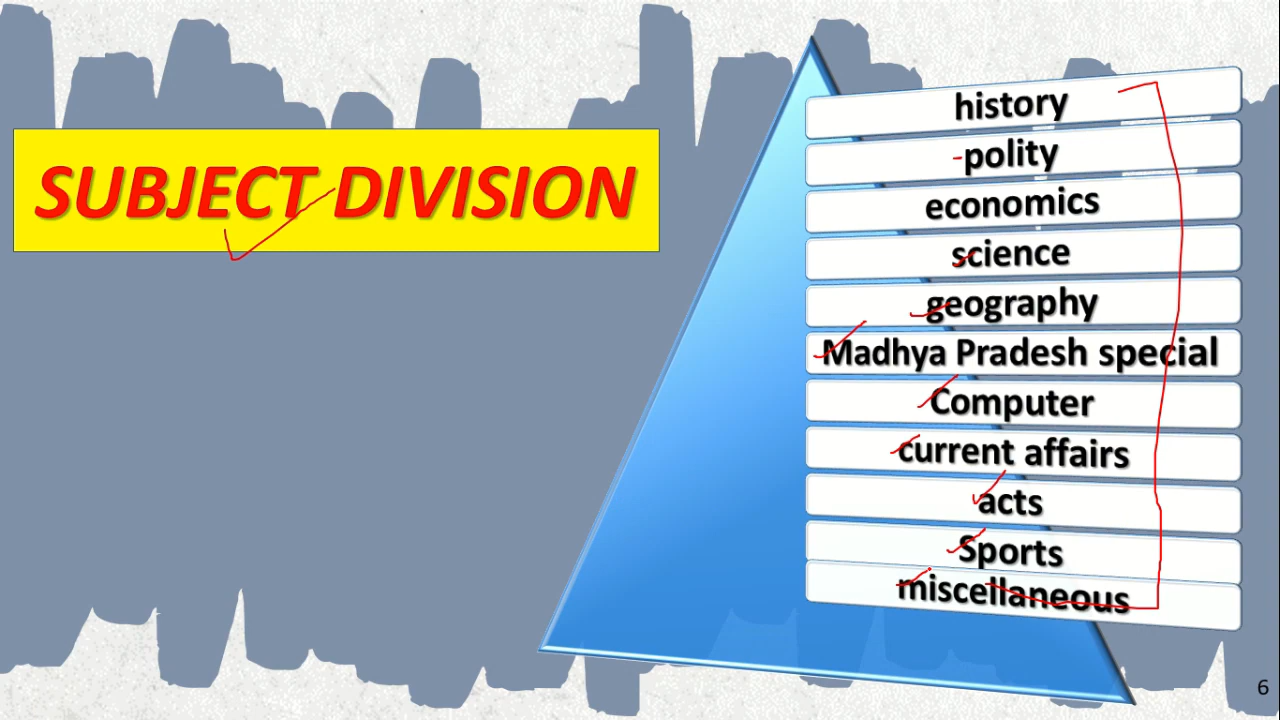 SUBJECT DIVISION
history
polity
economics
science
geography
Madhya Pradesh special
Computer
current affairs
acts
Sports
miscellaneous
6